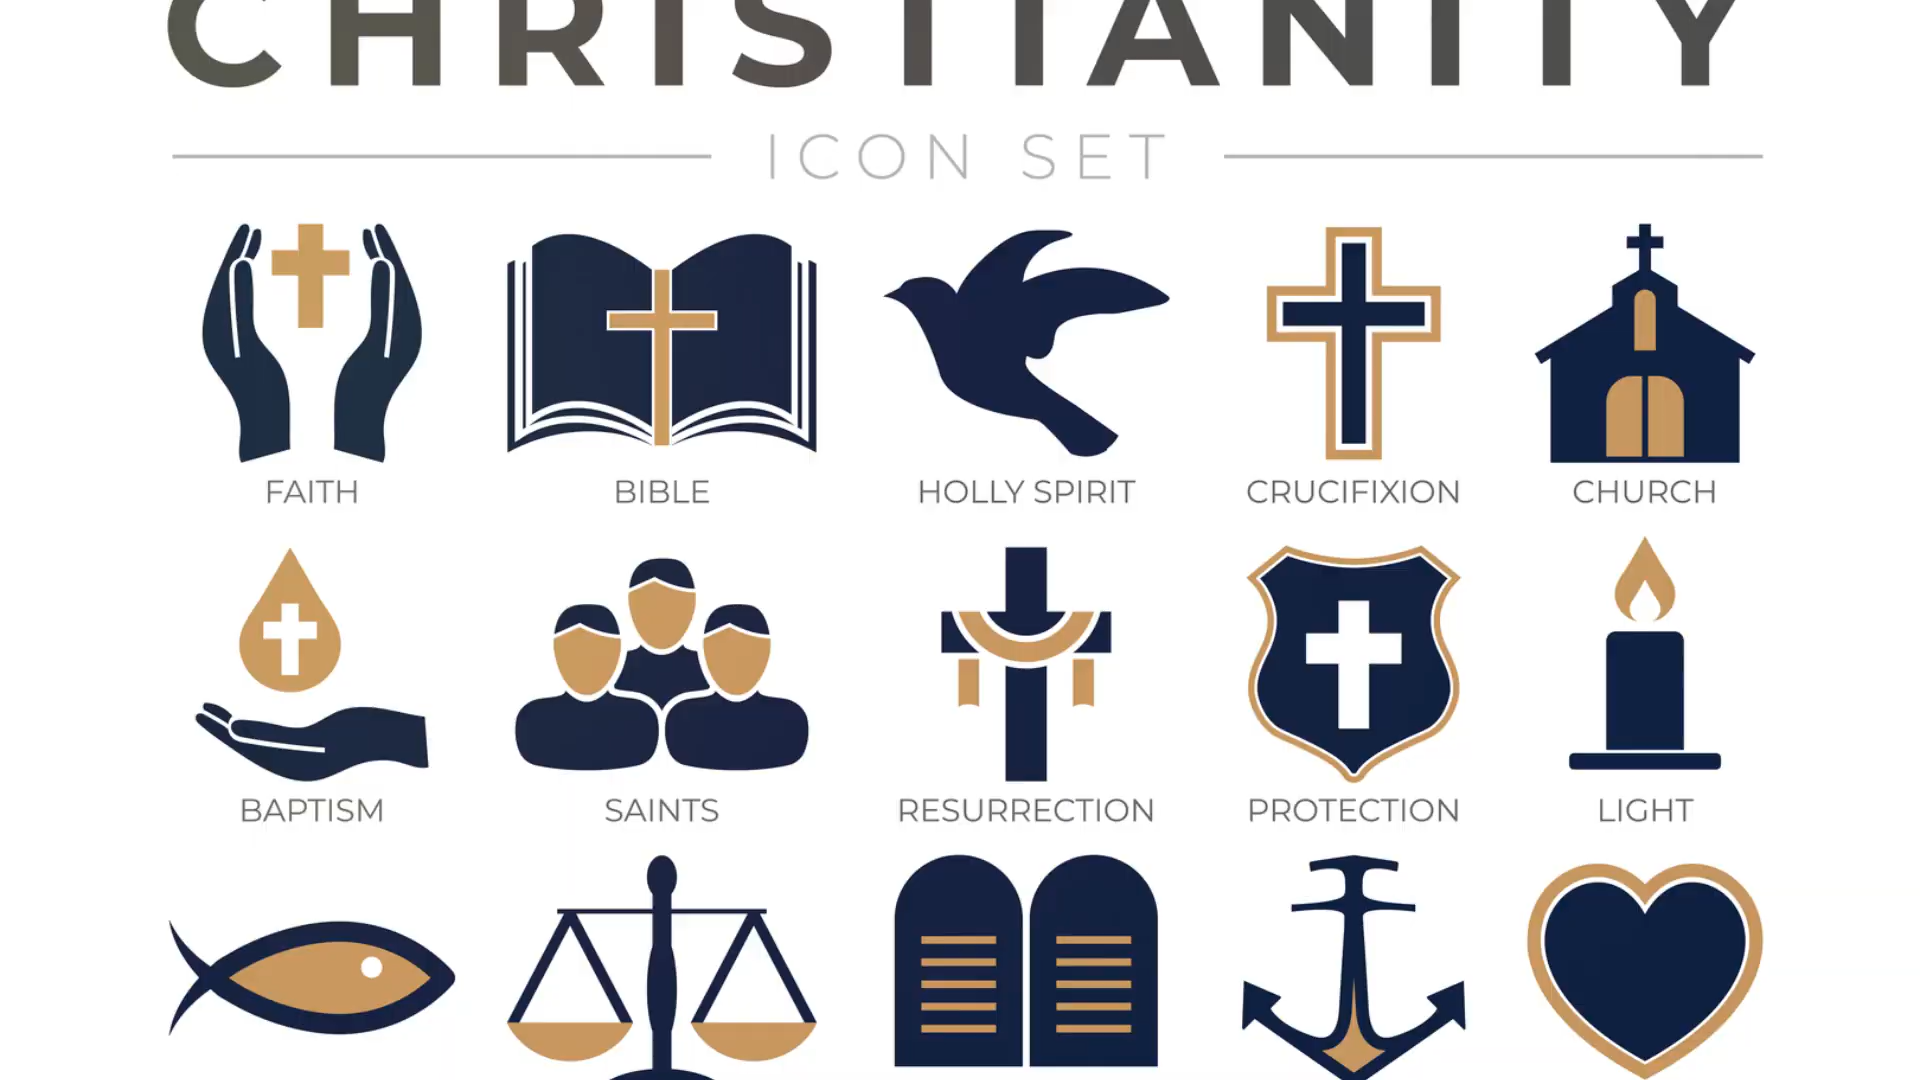 CHRISTIANITY
ICON SET
FAITH
BIBLE
HOLLY SPIRIT
CRUCIFIXION
CHURCH
BAPTISM
SAINTS
RESURRECTION
PROTECTION
LIGHT